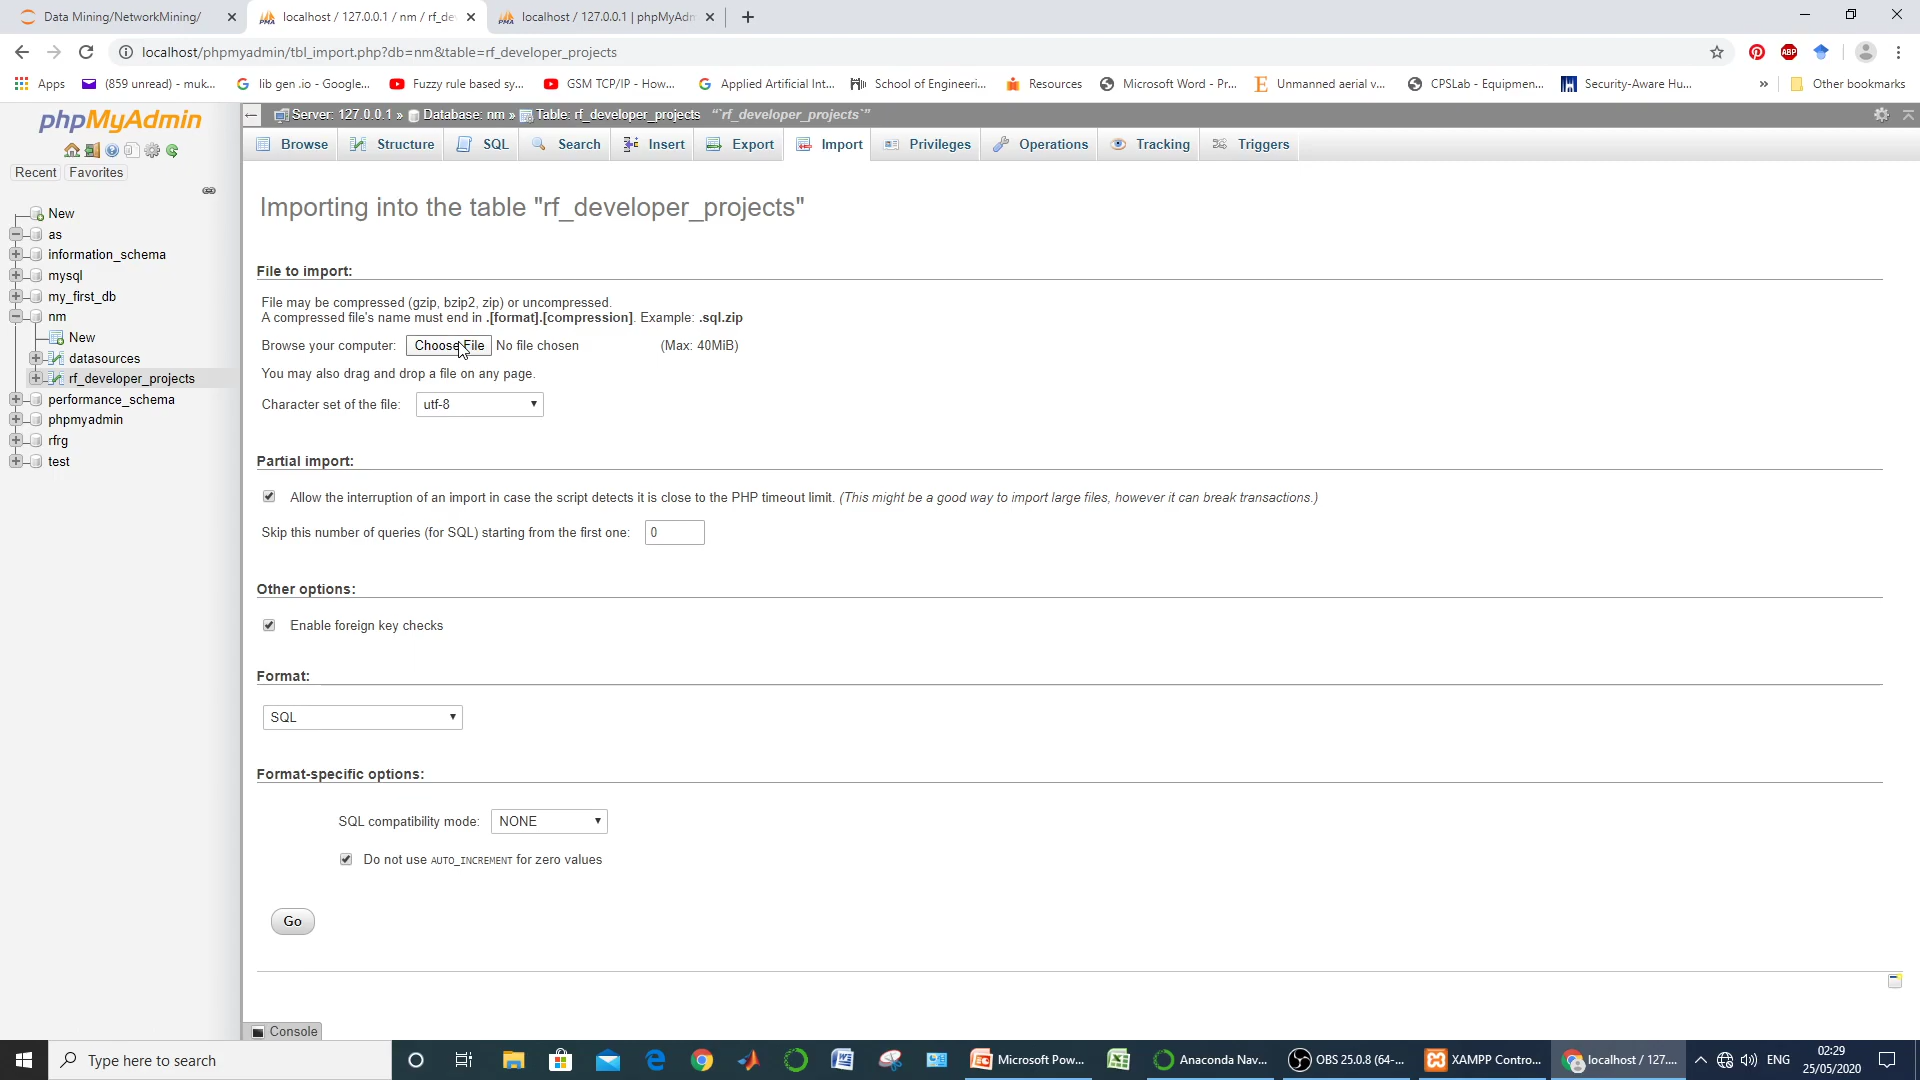 Data Mining/NetworkMining/
localhost / 127.0.0.1 / nm / rf_de
localhost / 127.0.0.1 | phpMyAdm
localhost/phpmyadmin/tbl_import.php?db=nm&table=rf_developer_projects
ABP
Apps
(859 unread) - muk...
lib gen .io - Google...
Fuzzy rule based sy...
GSM TCP/IP - How...
Applied Artificial Int...
School of Engineeri...
Resources
Microsoft Word - Pr...
Unmanned aerial v...
CPSLab - Equipmen...
Security-Aware Hu...
»
Other bookmarks
phpMyAdmin
Recent
Favorites
New
as
information_schema
mysql
my_first_db
nm
New
datasources
rf_developer_projects
performance_schema
phpmyadmin
rfrg
test
Server: 127.0.0.1 » Database: nm » Table: rf_developer_projects "`rf_developer_projects`"
Browse
Structure
SQL
Search
Insert
Export
Import
Privileges
Operations
Tracking
Triggers
Importing into the table "rf_developer_projects"
File to import:
File may be compressed (gzip, bzip2, zip) or uncompressed.
A compressed file's name must end in .[format].[compression]. Example: .sql.zip
Browse your computer: Choose File No file chosen (Max: 40MiB)
You may also drag and drop a file on any page.
Character set of the file: utf-8
Partial import:
Allow the interruption of an import in case the script detects it is close to the PHP timeout limit. (This might be a good way to import large files, however it can break transactions.)
Skip this number of queries (for SQL) starting from the first one: 0
Other options:
Enable foreign key checks
Format:
SQL
Format-specific options:
SQL compatibility mode: NONE
Do not use AUTO_INCREMENT for zero values
Go
Console
Type here to search
Microsoft Pow...
Anaconda Nav...
OBS 25.0.8 (64-...
XAMPP Contro...
localhost / 127....
ENG
02:29
25/05/2020